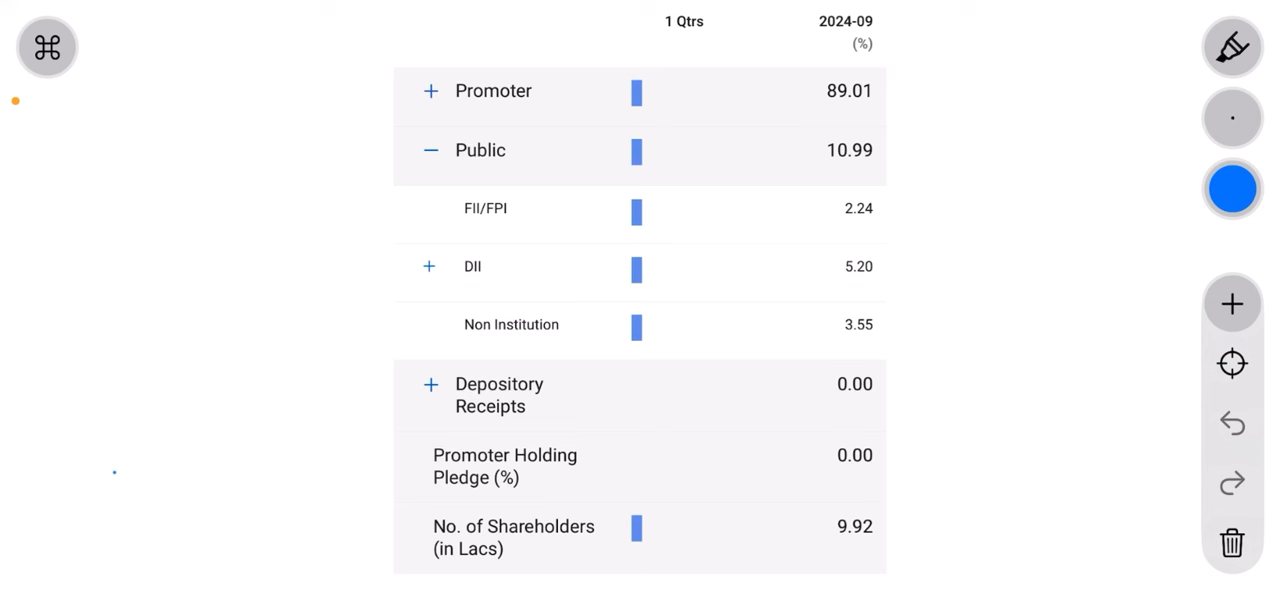 1 Qtrs 2024-09
(%)
+ Promoter 89.01
− Public 10.99
FII/FPI 2.24
+ DII 5.20
Non Institution 3.55
+ Depository 0.00
Receipts
Promoter Holding 0.00
Pledge (%)
No. of Shareholders 9.92
(in Lacs)